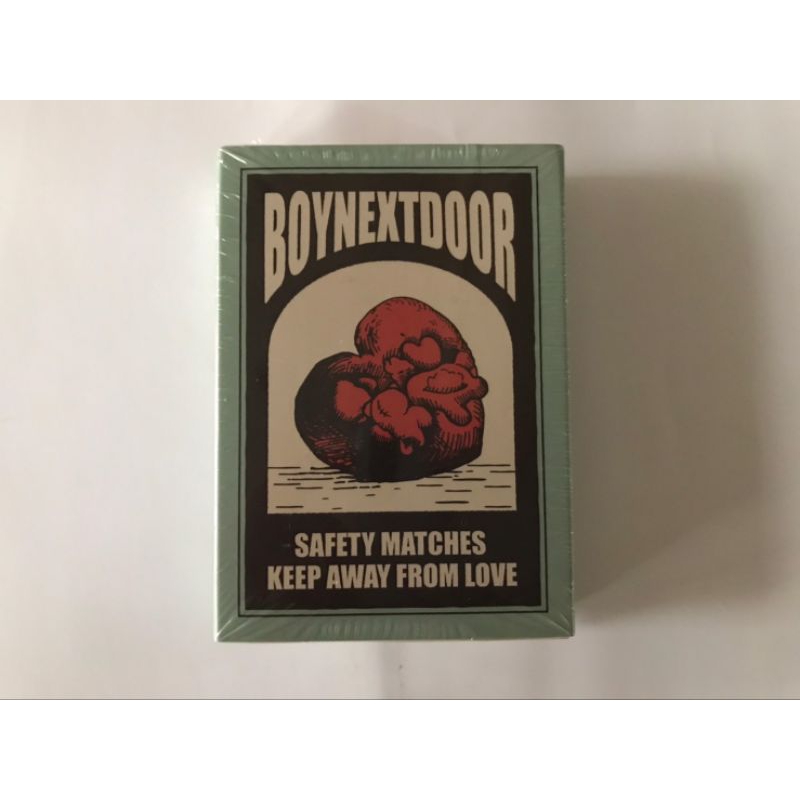 BOYNEXTDOOR
SAFETY MATCHES
KEEP AWAY FROM LOVE